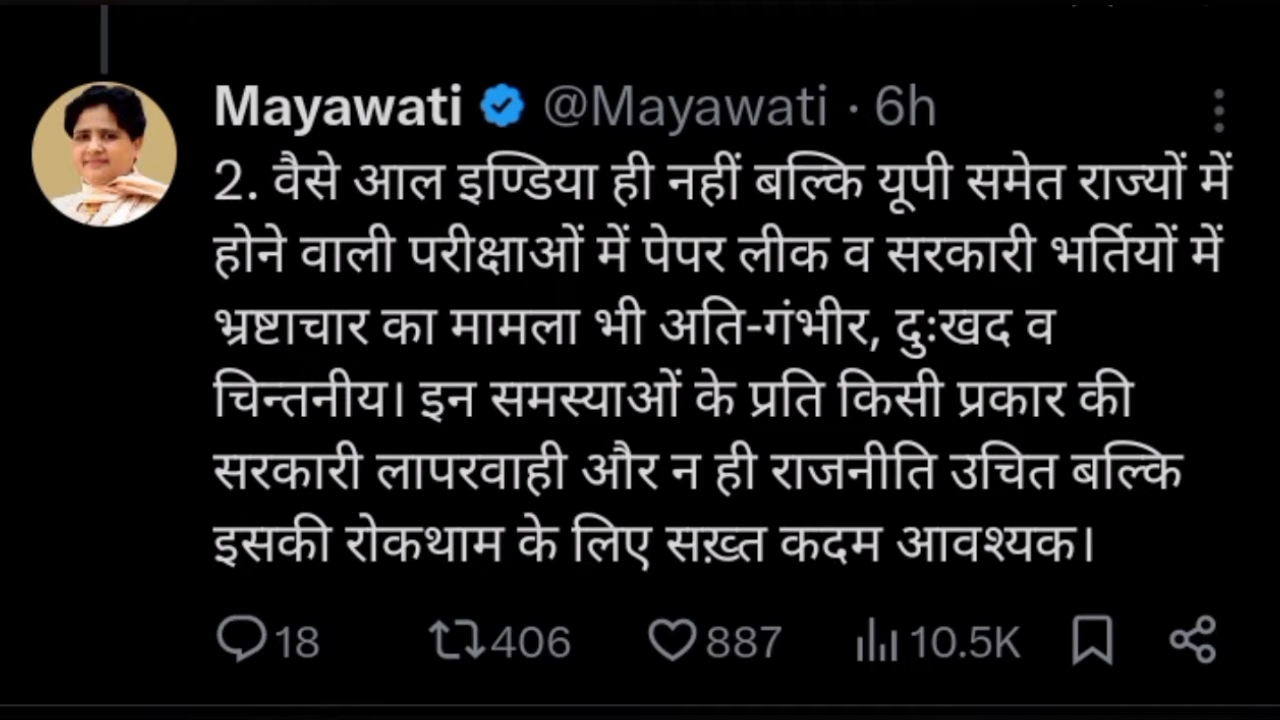 Mayawati @Mayawati · 6h
2. वैसे आल इण्डिया ही नहीं बल्कि यूपी समेत राज्यों में
होने वाली परीक्षाओं में पेपर लीक व सरकारी भर्तियों में
भ्रष्टाचार का मामला भी अति-गंभीर, दुःखद व
चिन्तनीय। इन समस्याओं के प्रति किसी प्रकार की
सरकारी लापरवाही और न ही राजनीति उचित बल्कि
इसकी रोकथाम के लिए सख़्त कदम आवश्यक।
18 406 887 10.5K